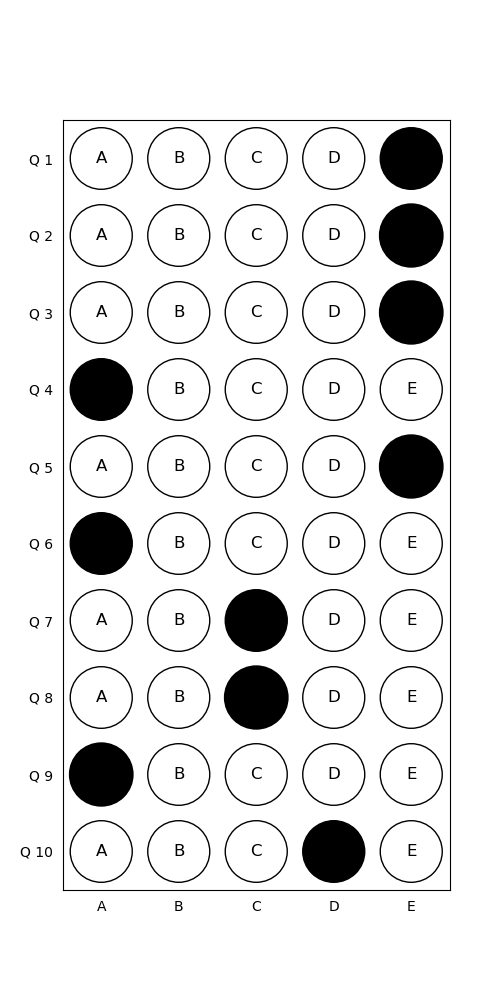 Q 1 A B C D
Q 2 A B C D
Q 3 A B C D
Q 4 B C D E
Q 5 A B C D
Q 6 B C D E
Q 7 A B D E
Q 8 A B D E
Q 9 B C D E
Q 10 A B C E
A B C D E